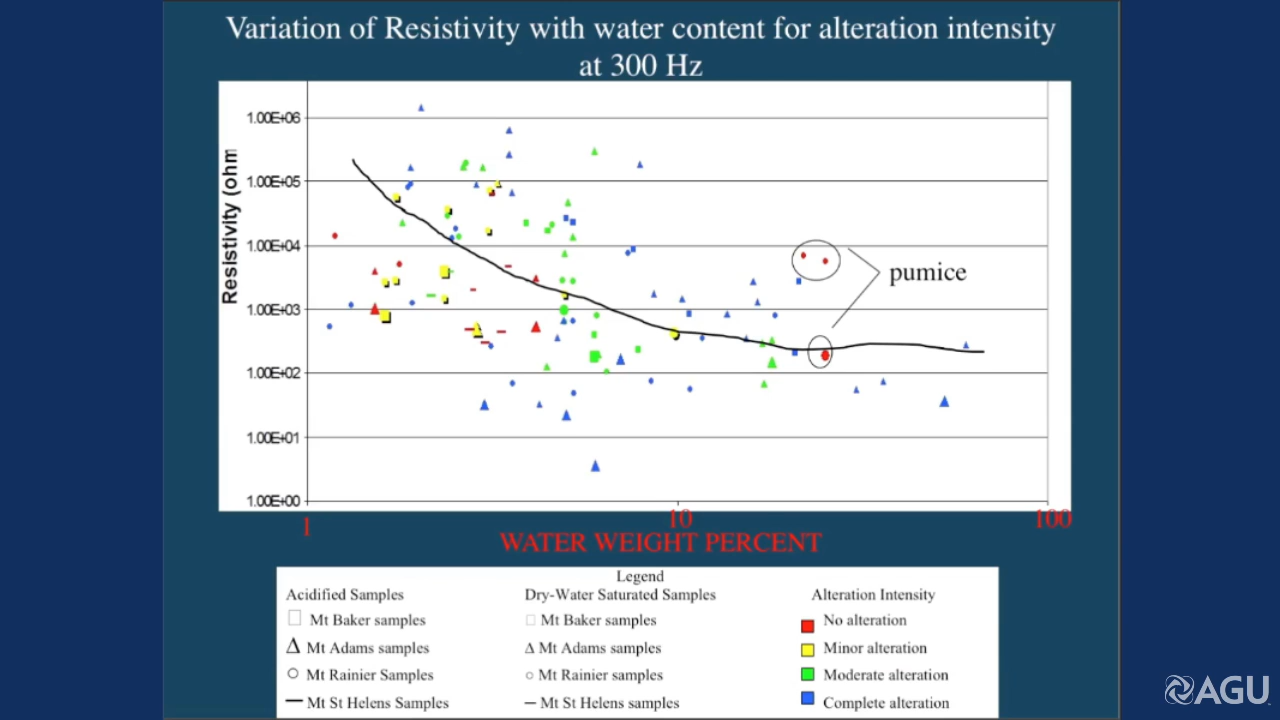 Variation of Resistivity with water content for alteration intensity
at 300 Hz
Resistivity (ohm
1.00E+06
1.00E+05
1.00E+04
1.00E+03
1.00E+02
1.00E+01
1.00E+00
pumice
1 10 100
WATER WEIGHT PERCENT
Legend
Acidified Samples Dry-Water Saturated Samples Alteration Intensity
Mt Baker samples Mt Baker samples No alteration
Mt Adams samples Mt Adams samples Minor alteration
Mt Rainier Samples Mt Rainier samples Moderate alteration
Mt St Helens Samples Mt St Helens samples Complete alteration
AGU